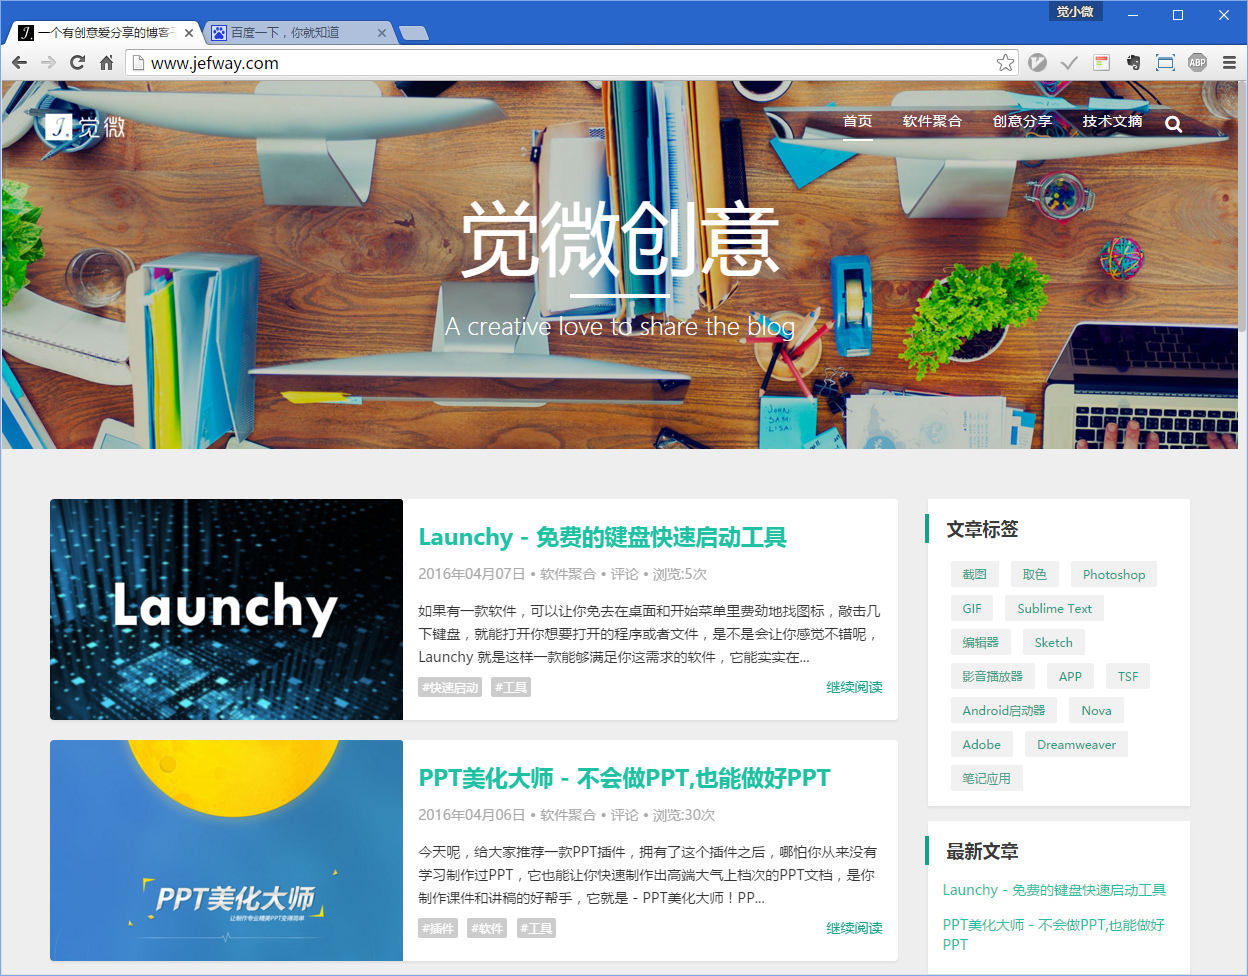 觉小微
一个有创意爱分享的博客
百度一下，你就知道
www.jefway.com
ABP
J. 觉微
首页 软件聚合 创意分享 技术文摘
觉微创意
A creative love to share the blog
JOHN:
SAM:
LISA:
Launchy
Launchy - 免费的键盘快速启动工具
2016年04月07日 • 软件聚合 • 评论 • 浏览:5次
如果有一款软件，可以让你免去在桌面和开始菜单里费劲地找图标，敲击几
下键盘，就能打开你想要打开的程序或者文件，是不是会让你感觉不错呢，
Launchy 就是这样一款能够满足你这需求的软件，它能实实在...
#快速启动 #工具 继续阅读
PPT美化大师
让制作专业精美PPT变得简单
PPT美化大师 - 不会做PPT,也能做好PPT
2016年04月06日 • 软件聚合 • 评论 • 浏览:30次
今天呢，给大家推荐一款PPT插件，拥有了这个插件之后，哪怕你从来没有
学习制作过PPT，它也能让你快速制作出高端大气上档次的PPT文档，是你
制作课件和讲稿的好帮手，它就是 - PPT美化大师！PP...
#插件 #软件 #工具 继续阅读
文章标签
截图 取色 Photoshop
GIF Sublime Text
编辑器 Sketch
影音播放器 APP TSF
Android启动器 Nova
Adobe Dreamweaver
笔记应用
最新文章
Launchy - 免费的键盘快速启动工具
PPT美化大师 - 不会做PPT,也能做好
PPT